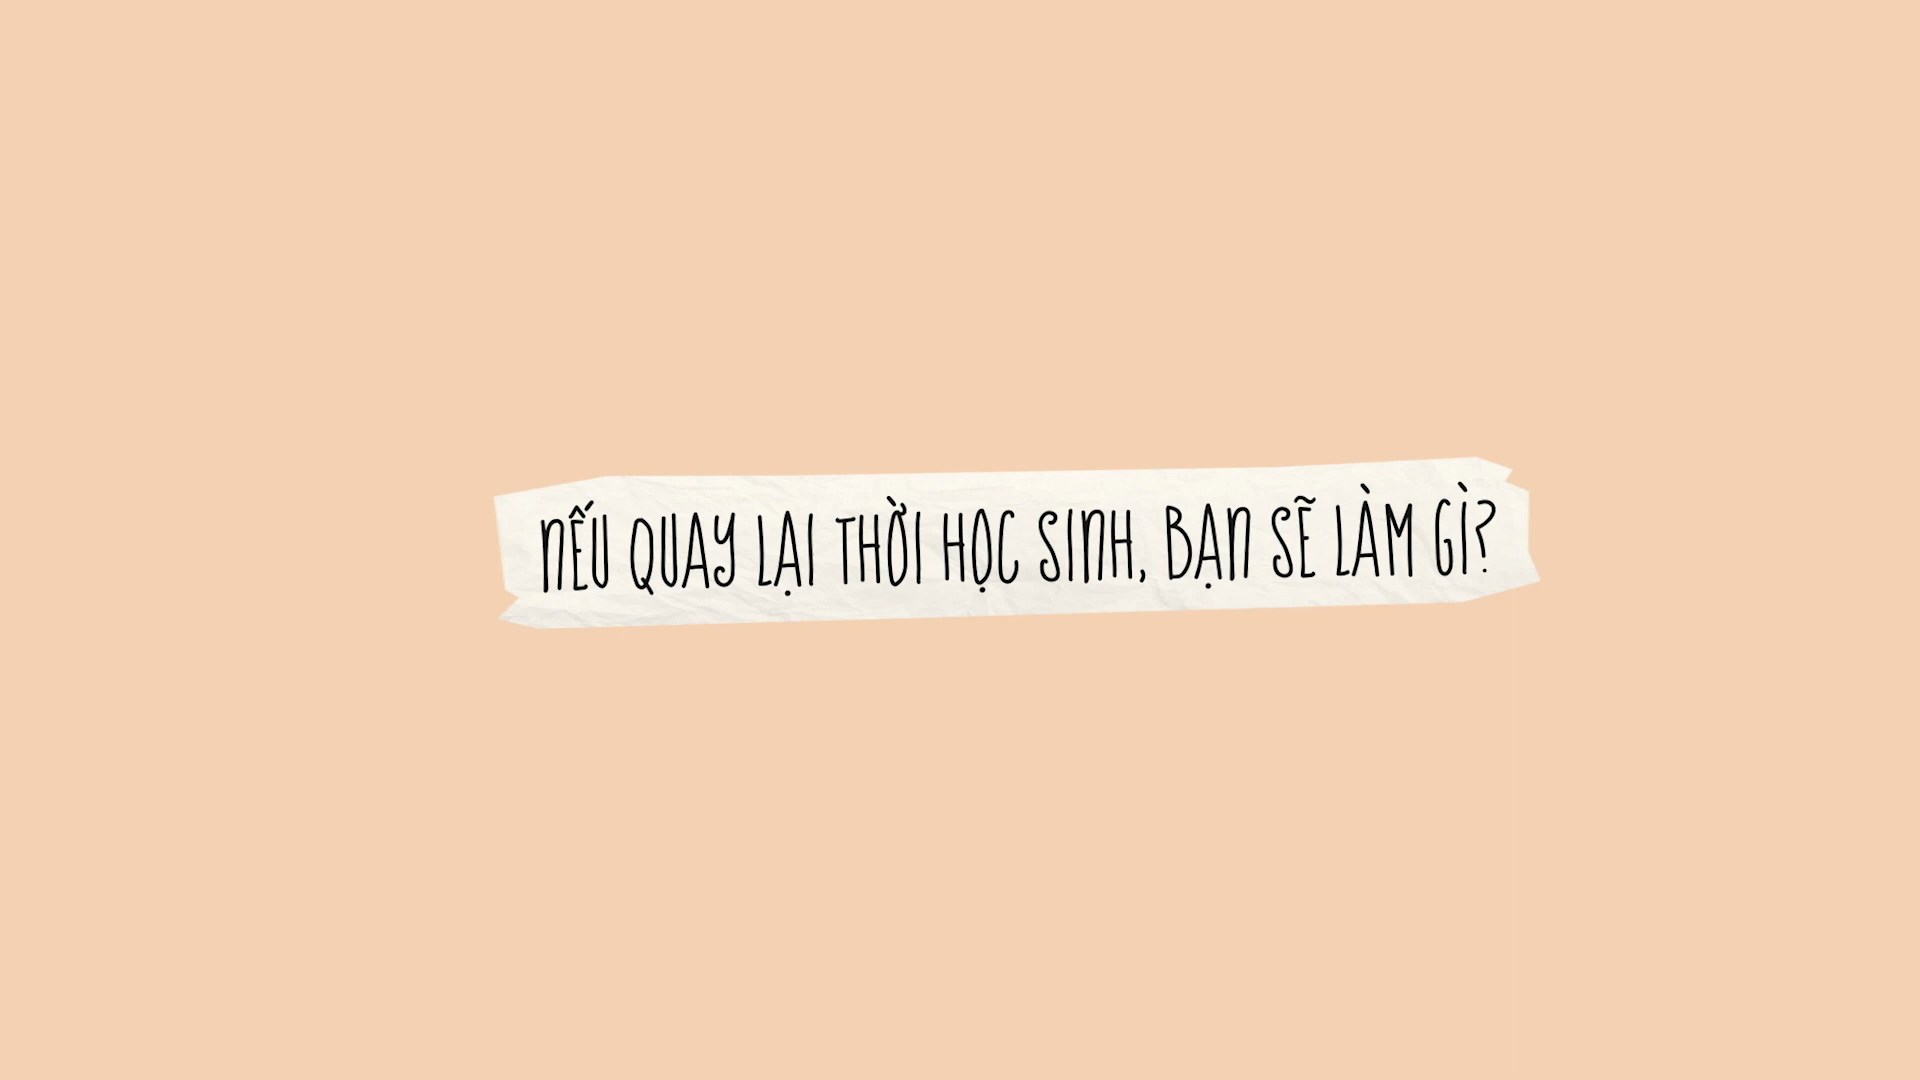 NẾU QUAY LẠI THỜI HỌC SINH, BẠN SẼ LÀM GÌ?